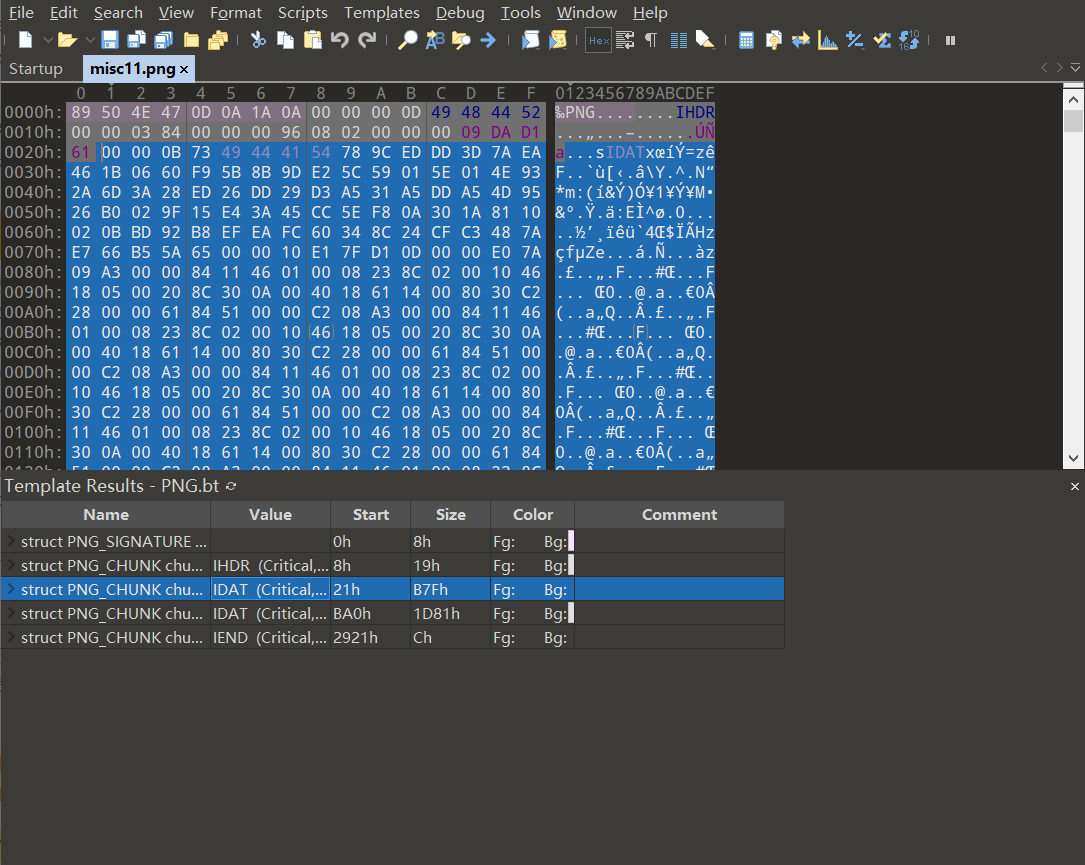 File Edit Search View Format Scripts Templates Debug Tools Window Help
Startup misc11.png ×
0 1 2 3 4 5 6 7 8 9 A B C D E F 0123456789ABCDEF
0000h: 89 50 4E 47 0D 0A 1A 0A 00 00 00 0D 49 48 44 52 ‰PNG........IHDR
0010h: 00 00 03 84 00 00 00 96 08 02 00 00 00 09 DA D1 ...„...–......ÚÑ
0020h: 61 00 00 0B 73 49 44 41 54 78 9C ED DD 3D 7A EA a...sIDATxœíÝ=zê
0030h: 46 1B 06 60 F9 5B 8B 9D E2 5C 59 01 5E 01 4E 93 F..`ù[‹.â\Y.^.N“
0040h: 2A 6D 3A 28 ED 26 DD 29 D3 A5 31 A5 DD A5 4D 95 *m:(í&Ý)Ó¥1¥Ý¥M•
0050h: 26 B0 02 9F 15 E4 3A 45 CC 5E F8 0A 30 1A 81 10 &°.Ÿ.ä:EÌ^ø.0...
0060h: 02 0B BD 92 B8 EF EA FC 60 34 8C 24 CF C3 48 7A ..½’¸ïêü`4Œ$ÏÃHz
0070h: E7 66 B5 5A 65 00 00 10 E1 7F D1 0D 00 00 E0 7A çfµZe...á.Ñ...àz
0080h: 09 A3 00 00 84 11 46 01 00 08 23 8C 02 00 10 46 .£..„.F...#Œ...F
0090h: 18 05 00 20 8C 30 0A 00 40 18 61 14 00 80 30 C2 ... Œ0..@.a..€0Â
00A0h: 28 00 00 61 84 51 00 00 C2 08 A3 00 00 84 11 46 (..a„Q..Â.£..„.F
00B0h: 01 00 08 23 8C 02 00 10 46 18 05 00 20 8C 30 0A ...#Œ...F... Œ0.
00C0h: 00 40 18 61 14 00 80 30 C2 28 00 00 61 84 51 00 .@.a..€0Â(..a„Q.
00D0h: 00 C2 08 A3 00 00 84 11 46 01 00 08 23 8C 02 00 .Â.£..„.F...#Œ..
00E0h: 10 46 18 05 00 20 8C 30 0A 00 40 18 61 14 00 80 .F... Œ0..@.a..€
00F0h: 30 C2 28 00 00 61 84 51 00 00 C2 08 A3 00 00 84 0Â(..a„Q..Â.£..„
0100h: 11 46 01 00 08 23 8C 02 00 10 46 18 05 00 20 8C .F...#Œ...F... Œ
0110h: 30 0A 00 40 18 61 14 00 80 30 C2 28 00 00 61 84 0..@.a..€0Â(..a„
Template Results - PNG.bt
Name Value Start Size Color Comment
struct PNG_SIGNATURE ... 0h 8h Fg: Bg:
struct PNG_CHUNK chu... IHDR (Critical,... 8h 19h Fg: Bg:
struct PNG_CHUNK chu... IDAT (Critical,... 21h B7Fh Fg: Bg:
struct PNG_CHUNK chu... IDAT (Critical,... BA0h 1D81h Fg: Bg:
struct PNG_CHUNK chu... IEND (Critical,... 2921h Ch Fg: Bg: